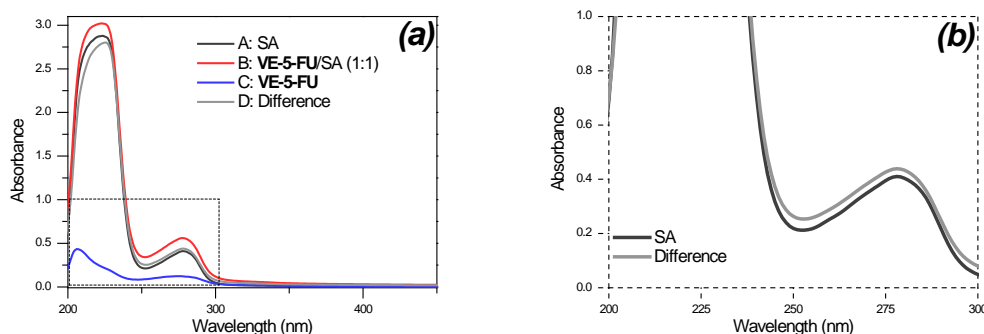 (a)
3.0
2.5
2.0
1.5
1.0
0.5
0.0
Absorbance
A: SA
B: VE-5-FU/SA (1:1)
C: VE-5-FU
D: Difference
200
300
400
Wavelength (nm)
(b)
1.0
0.8
0.6
0.4
0.2
0.0
Absorbance
SA
Difference
200
225
250
275
300
Wavelength (nm)